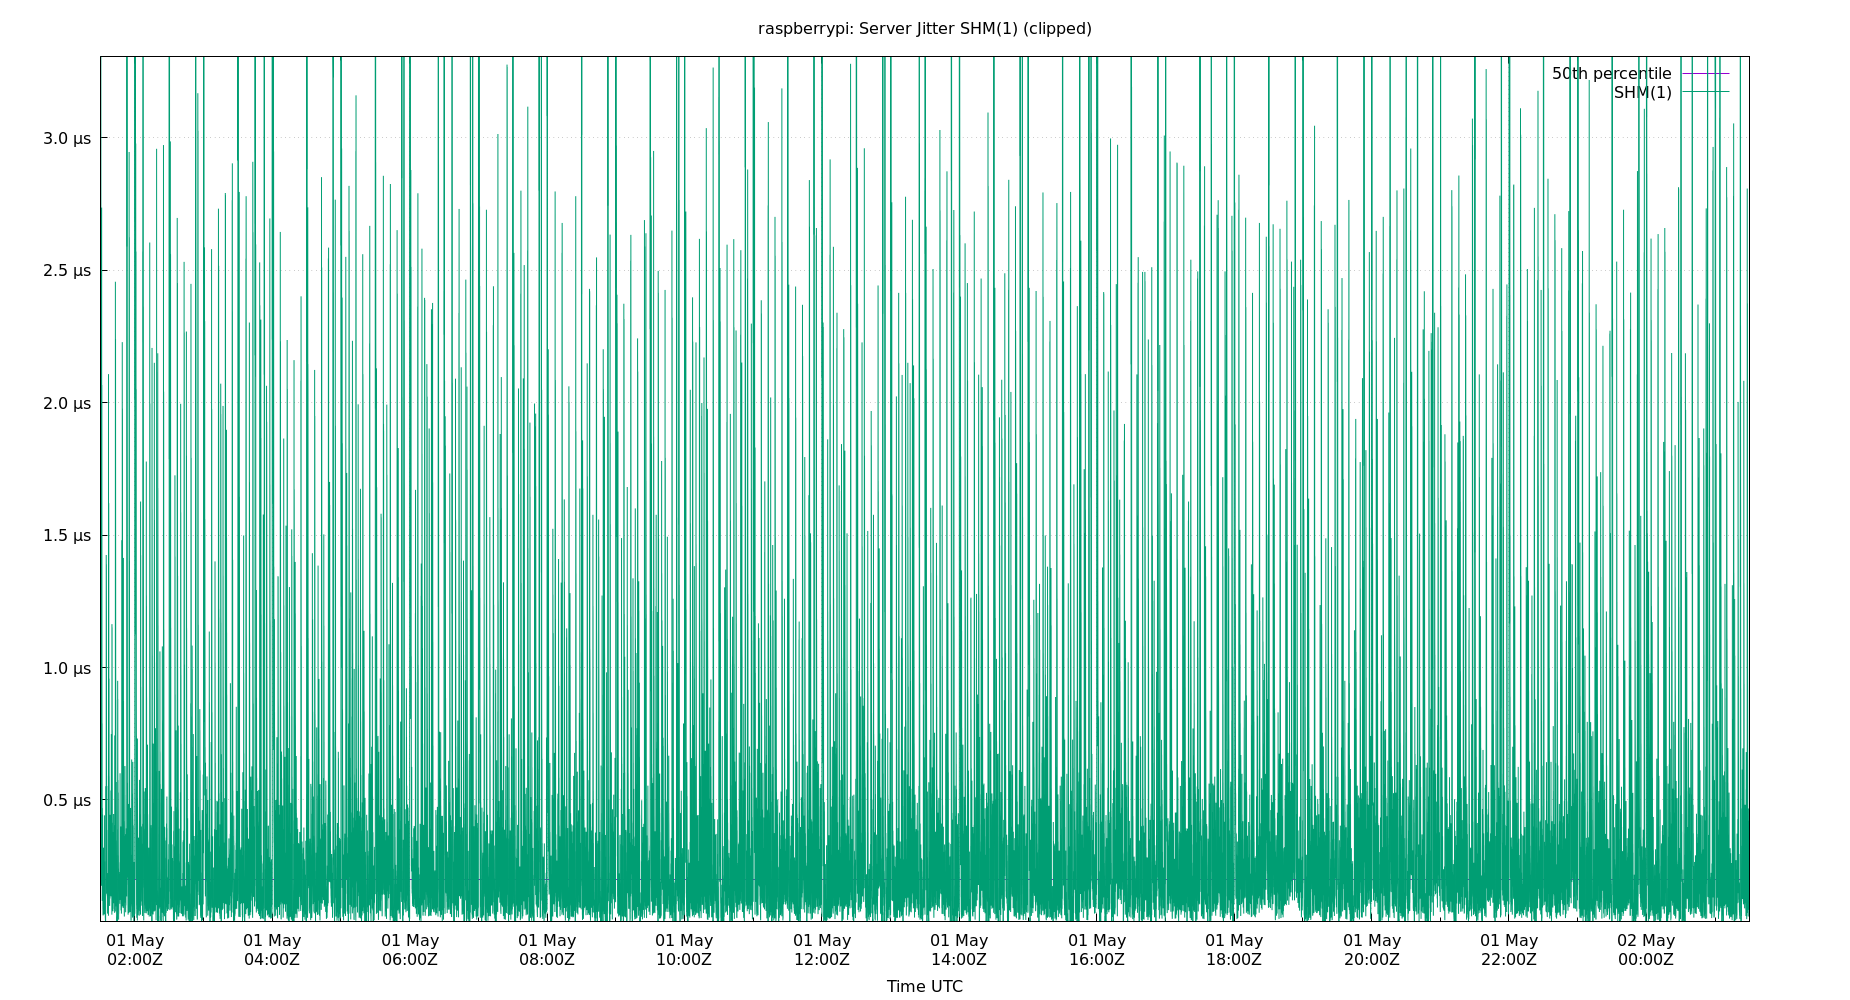 raspberrypi: Server Jitter SHM(1) (clipped)
50th percentile
SHM(1)
3.0 µs
2.5 µs
2.0 µs
1.5 µs
1.0 µs
0.5 µs
01 May 01 May 01 May 01 May 01 May 01 May 01 May 01 May 01 May 01 May 01 May 02 May
02:00Z 04:00Z 06:00Z 08:00Z 10:00Z 12:00Z 14:00Z 16:00Z 18:00Z 20:00Z 22:00Z 00:00Z
Time UTC